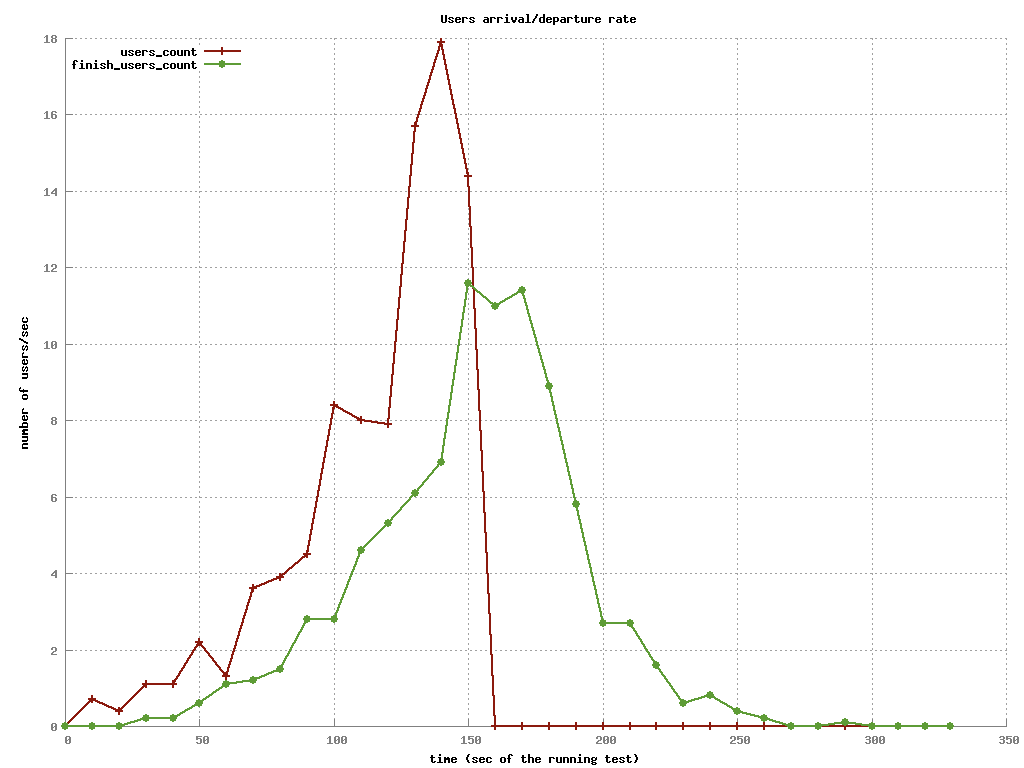 Users arrival/departure rate
users_count
finish_users_count
18
16
14
12
10
8
6
4
2
0
number of users/sec
0 50 100 150 200 250 300 350
time (sec of the running test)